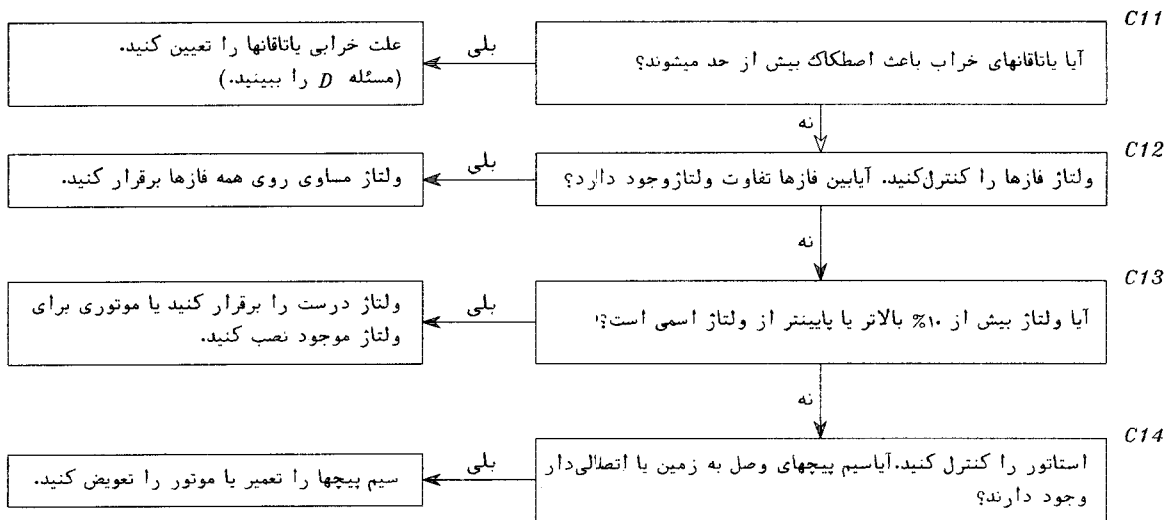 C11
آیا یاتاقانهای خراب باعث اصطکاك بیش از حد میشوند؟
بلی
علت خرابی یاتاقانها را تعیین کنید.
(مسئله D را ببینید.)
نه
C12
ولتاژ فازها را کنترل‌کنید. آیابین فازها تفاوت ولتاژوجود دارد؟
بلی
ولتاژ مساوی روی همه فازها برقرار کنید.
نه
C13
آیا ولتاژ بیش از ۱۰% بالاتر یا پایینتر از ولتاژ اسمی است؟
بلی
ولتاژ درست را برقرار کنید یا موتوری برای
ولتاژ موجود نصب کنید.
نه
C14
استاتور را کنترل کنید.آیاسیم پیچهای وصل به زمین یا اتصالی‌دار
وجود دارند؟
بلی
سیم پیچها را تعمیر یا موتور را تعویض کنید.